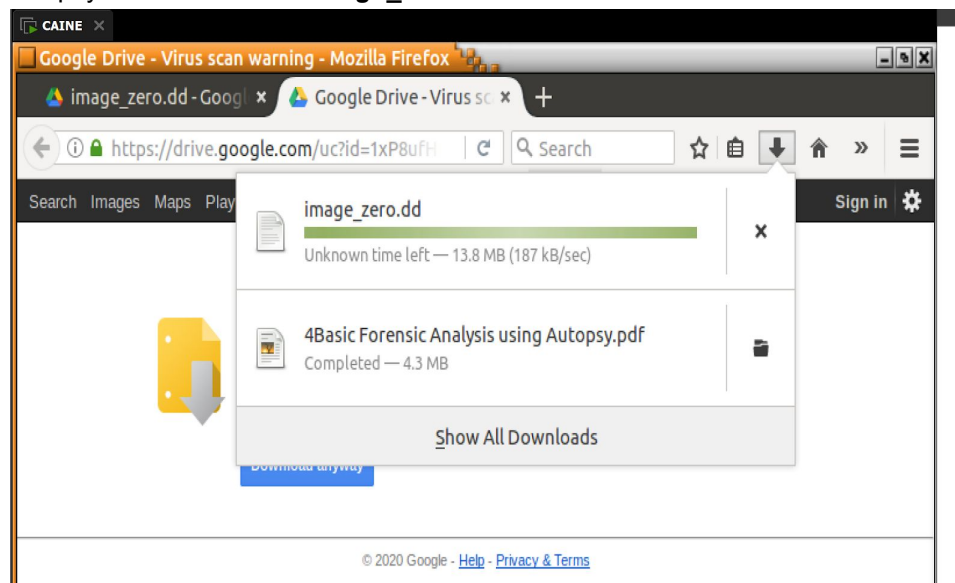 CAINE
Google Drive - Virus scan warning - Mozilla Firefox
image_zero.dd - Googl
Google Drive - Virus sc
https://drive.google.com/uc?id=1xP8ufH
Search
Search Images Maps Play
Sign in
image_zero.dd
Unknown time left — 13.8 MB (187 kB/sec)
4Basic Forensic Analysis using Autopsy.pdf
Completed — 4.3 MB
Show All Downloads
Download anyway
© 2020 Google - Help - Privacy & Terms